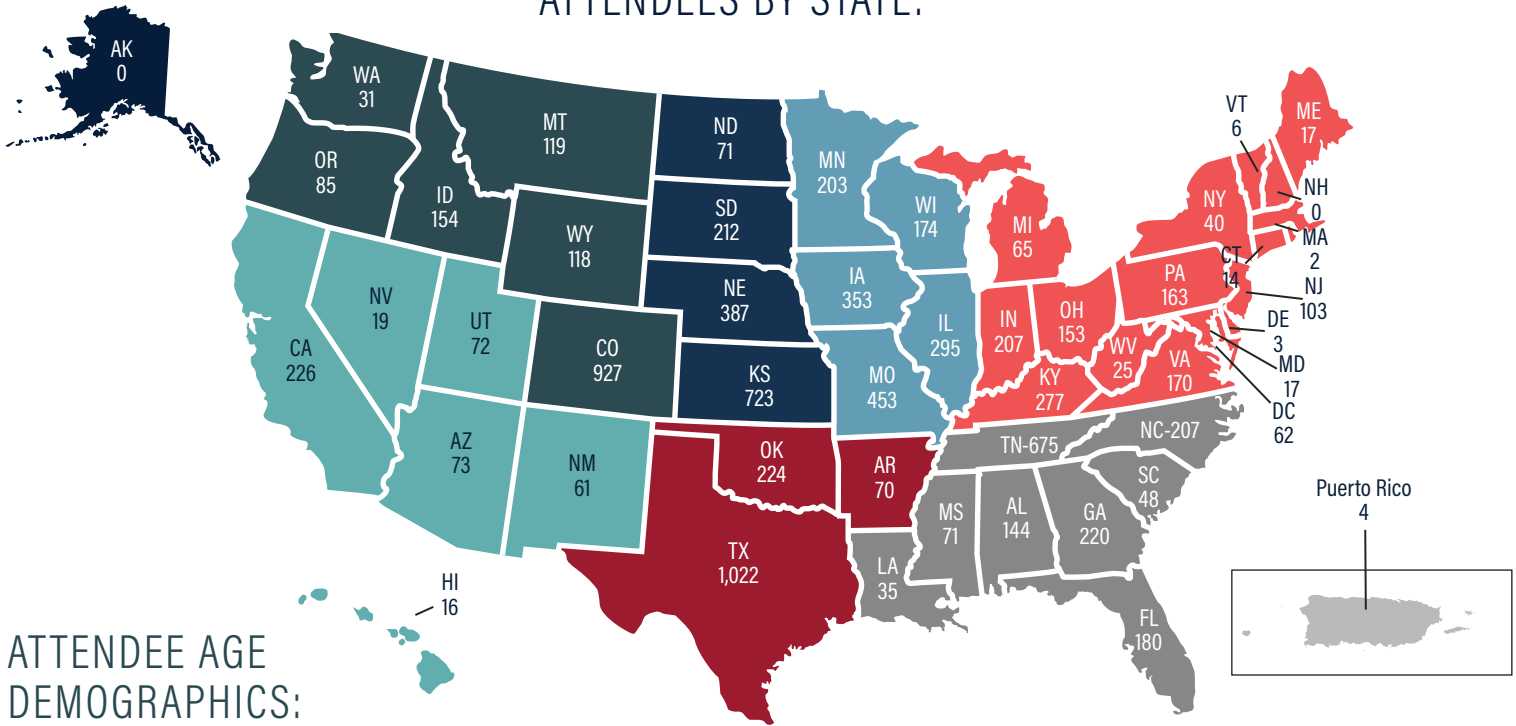 ATTENDEES BY STATE:
AK
0
WA
31
OR
85
ID
154
MT
119
WY
118
ND
71
SD
212
NE
387
KS
723
MN
203
WI
174
IA
353
IL
295
MO
453
MI
65
IN
207
OH
153
KY
277
WV
25
VA
170
PA
163
NY
40
VT
6
ME
17
NH
0
MA
2
CT
14
NJ
103
DE
3
MD
17
DC
62
CA
226
NV
19
UT
72
CO
927
AZ
73
NM
61
OK
224
TX
1,022
AR
70
LA
35
MS
71
AL
144
GA
220
TN-675
NC-207
SC
48
FL
180
HI
16
Puerto Rico
4
ATTENDEE AGE
DEMOGRAPHICS: